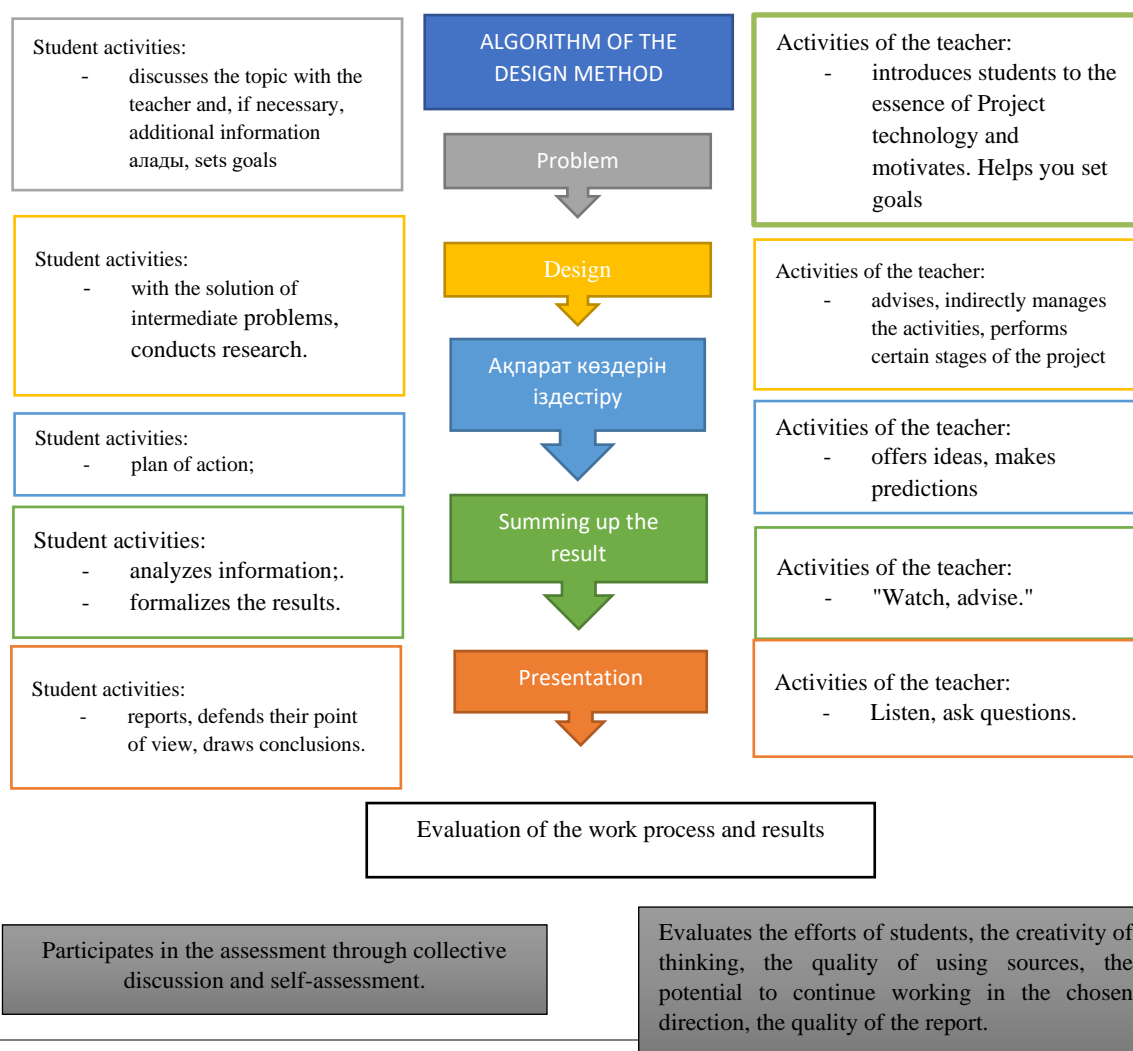 Student activities:
- discusses the topic with the
teacher and, if necessary,
additional information
алады, sets goals
ALGORITHM OF THE
DESIGN METHOD
Activities of the teacher:
- introduces students to the
essence of Project
technology and
motivates. Helps you set
goals
Problem
Student activities:
- with the solution of
intermediate problems,
conducts research.
Design
Activities of the teacher:
- advises, indirectly manages
the activities, performs
certain stages of the project
Ақпарат көздерін
іздестіру
Student activities:
- plan of action;
Activities of the teacher:
- offers ideas, makes
predictions
Student activities:
- analyzes information;.
- formalizes the results.
Summing up the
result
Activities of the teacher:
- "Watch, advise."
Student activities:
- reports, defends their point
of view, draws conclusions.
Presentation
Activities of the teacher:
- Listen, ask questions.
Evaluation of the work process and results
Participates in the assessment through collective
discussion and self-assessment.
Evaluates the efforts of students, the creativity of
thinking, the quality of using sources, the
potential to continue working in the chosen
direction, the quality of the report.